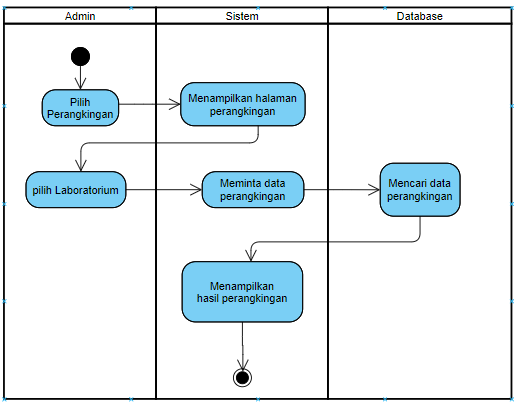 Admin
Sistem
Database
Pilih
Perangkingan
Menampilkan halaman
perangkingan
pilih Laboratorium
Meminta data
perangkingan
Mencari data
perangkingan
Menampilkan
hasil perangkingan